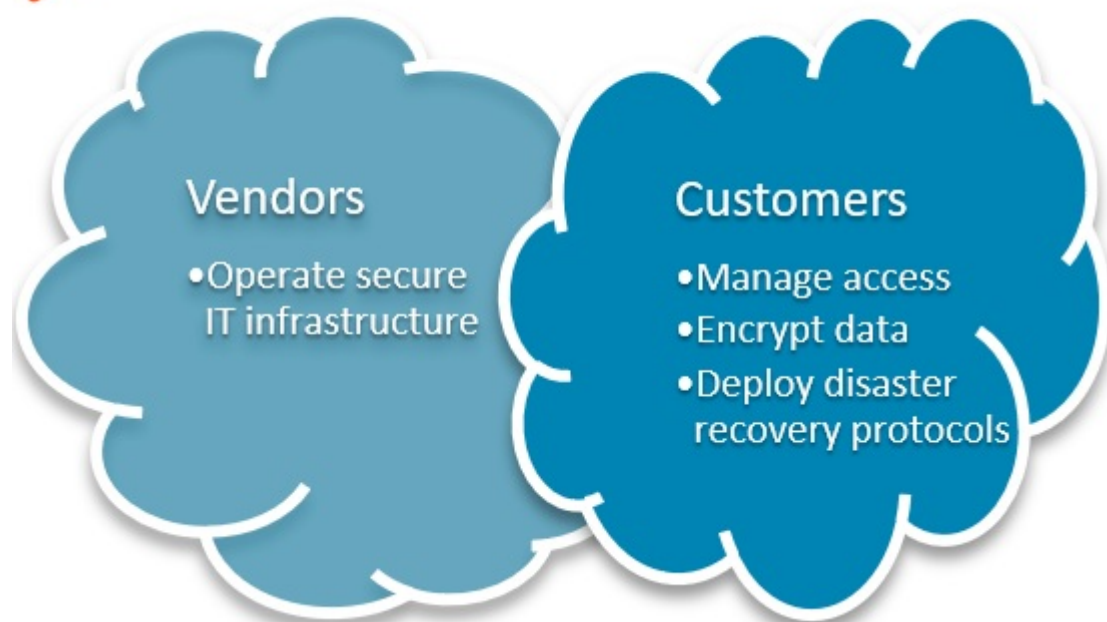 Vendors
•Operate secure
IT infrastructure
Customers
•Manage access
•Encrypt data
•Deploy disaster
recovery protocols